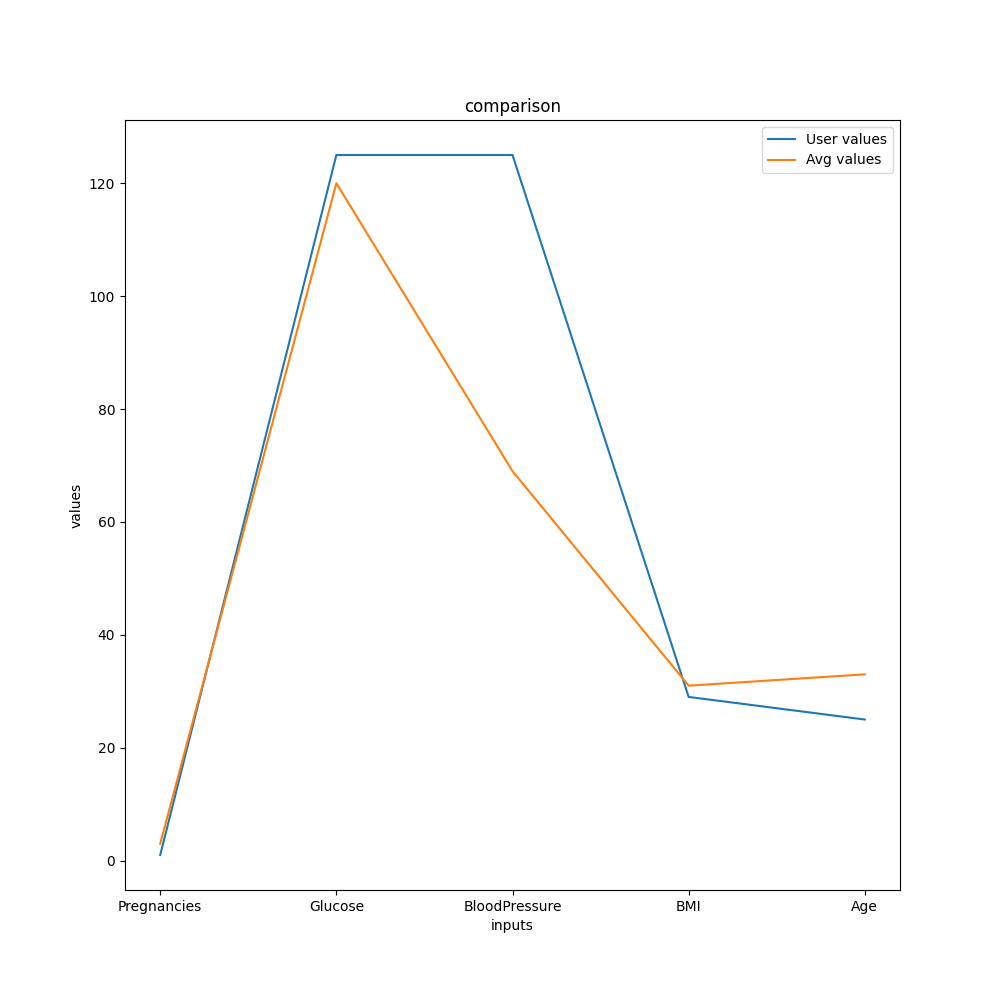 comparison
User values
Avg values
120
100
80
60
40
20
0
values
Pregnancies Glucose BloodPressure BMI Age
inputs